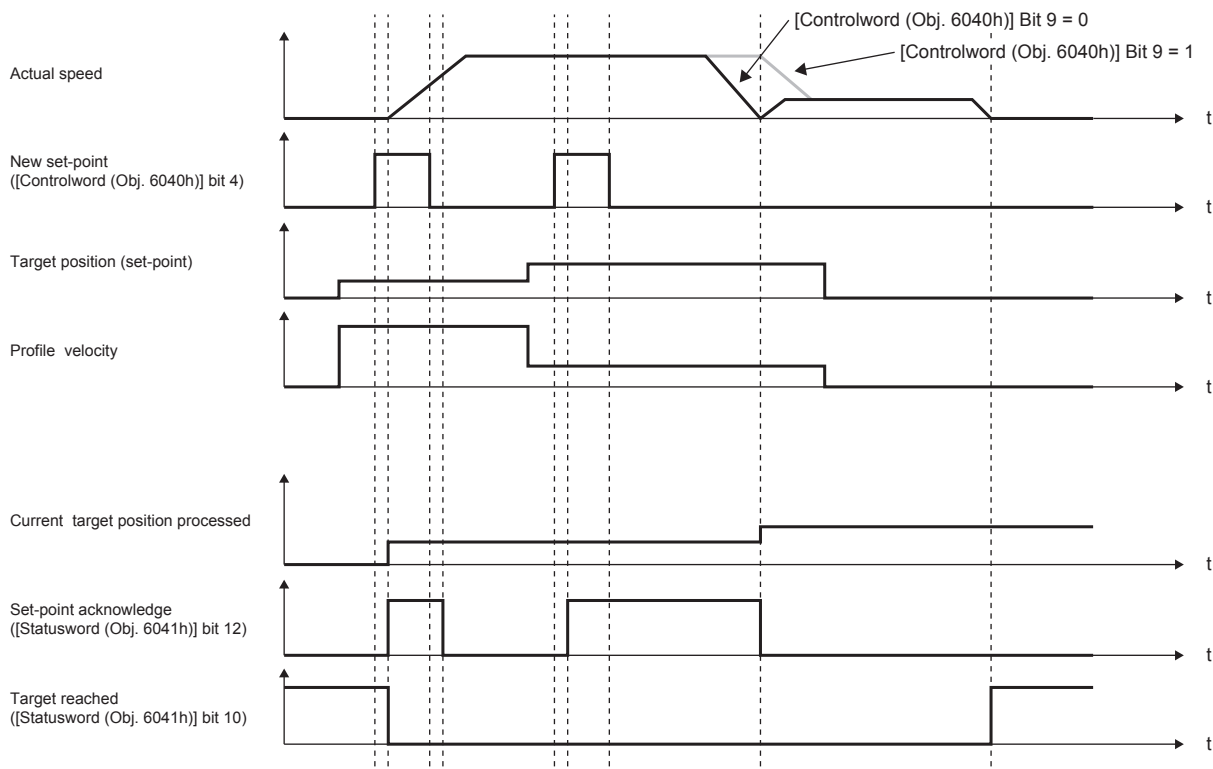 [Controlword (Obj. 6040h)] Bit 9 = 0
[Controlword (Obj. 6040h)] Bit 9 = 1
Actual speed
t
New set-point
([Controlword (Obj. 6040h)] bit 4)
t
Target position (set-point)
t
Profile velocity
t
Current target position processed
t
Set-point acknowledge
([Statusword (Obj. 6041h)] bit 12)
t
Target reached
([Statusword (Obj. 6041h)] bit 10)
t